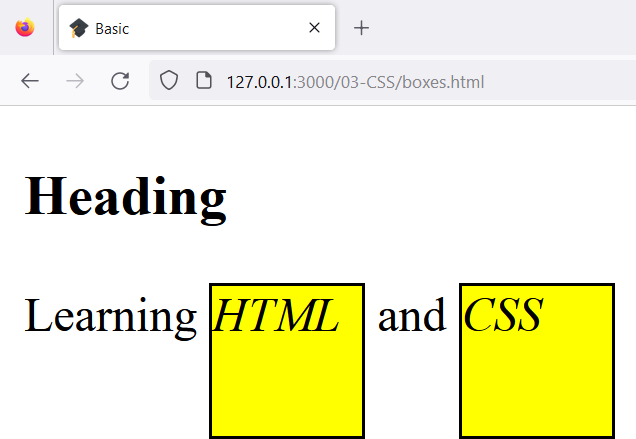 Basic
127.0.0.1:3000/03-CSS/boxes.html
Heading
Learning HTML and CSS